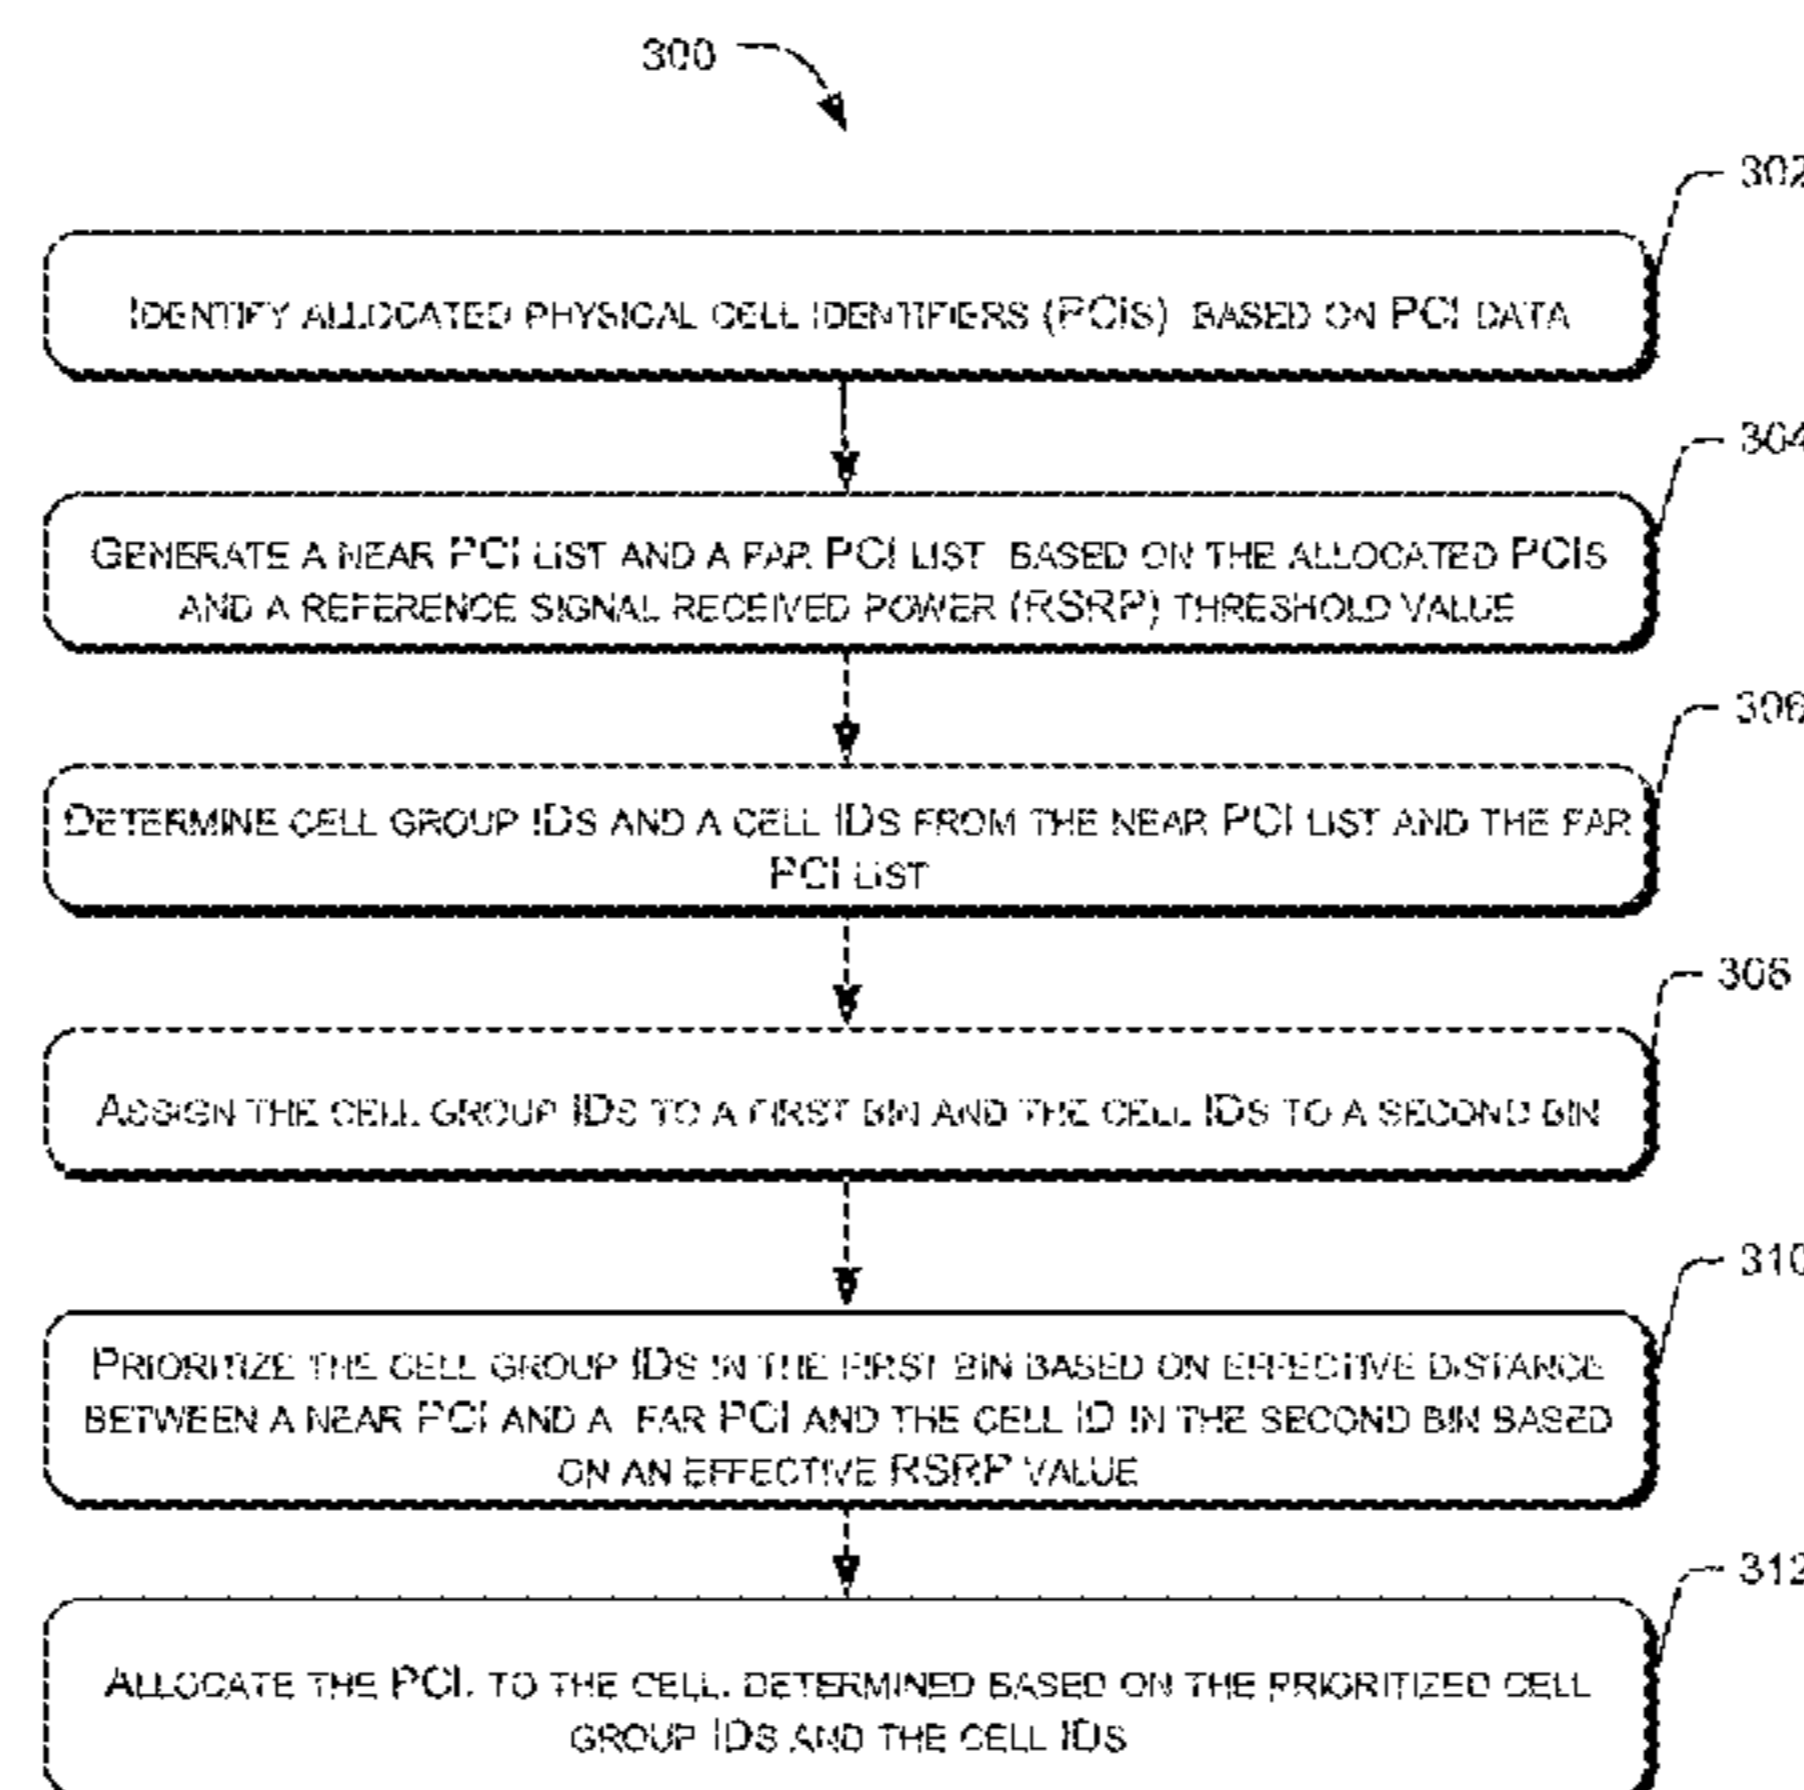 300
302
IDENTIFY ALLOCATED PHYSICAL CELL IDENTIFIERS (PCIS) BASED ON PCI DATA
304
GENERATE A NEAR PCI LIST AND A FAR PCI LIST BASED ON THE ALLOCATED PCIS
AND A REFERENCE SIGNAL RECEIVED POWER (RSRP) THRESHOLD VALUE
306
DETERMINE CELL GROUP IDS AND A CELL IDS FROM THE NEAR PCI LIST AND THE FAR
PCI LIST
308
ASSIGN THE CELL GROUP IDS TO A FIRST BIN AND THE CELL IDS TO A SECOND BIN
310
PRIORITIZE THE CELL GROUP IDS IN THE FIRST BIN BASED ON EFFECTIVE DISTANCE
BETWEEN A NEAR PCI AND A FAR PCI AND THE CELL ID IN THE SECOND BIN BASED
ON AN EFFECTIVE RSRP VALUE
312
ALLOCATE THE PCI, TO THE CELL, DETERMINED BASED ON THE PRIORITIZED CELL
GROUP IDS AND THE CELL IDS